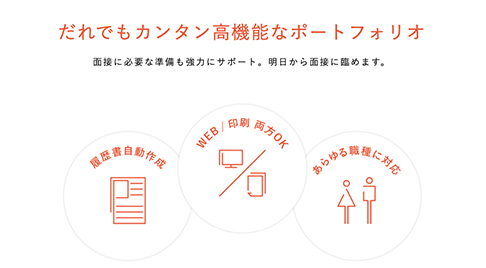 だれでもカンタン高機能なポートフォリオ
面接に必要な準備も強力にサポート。明日から面接に臨めます。
履歴書自動作成
WEB / 印刷 両方OK
あらゆる職種に対応